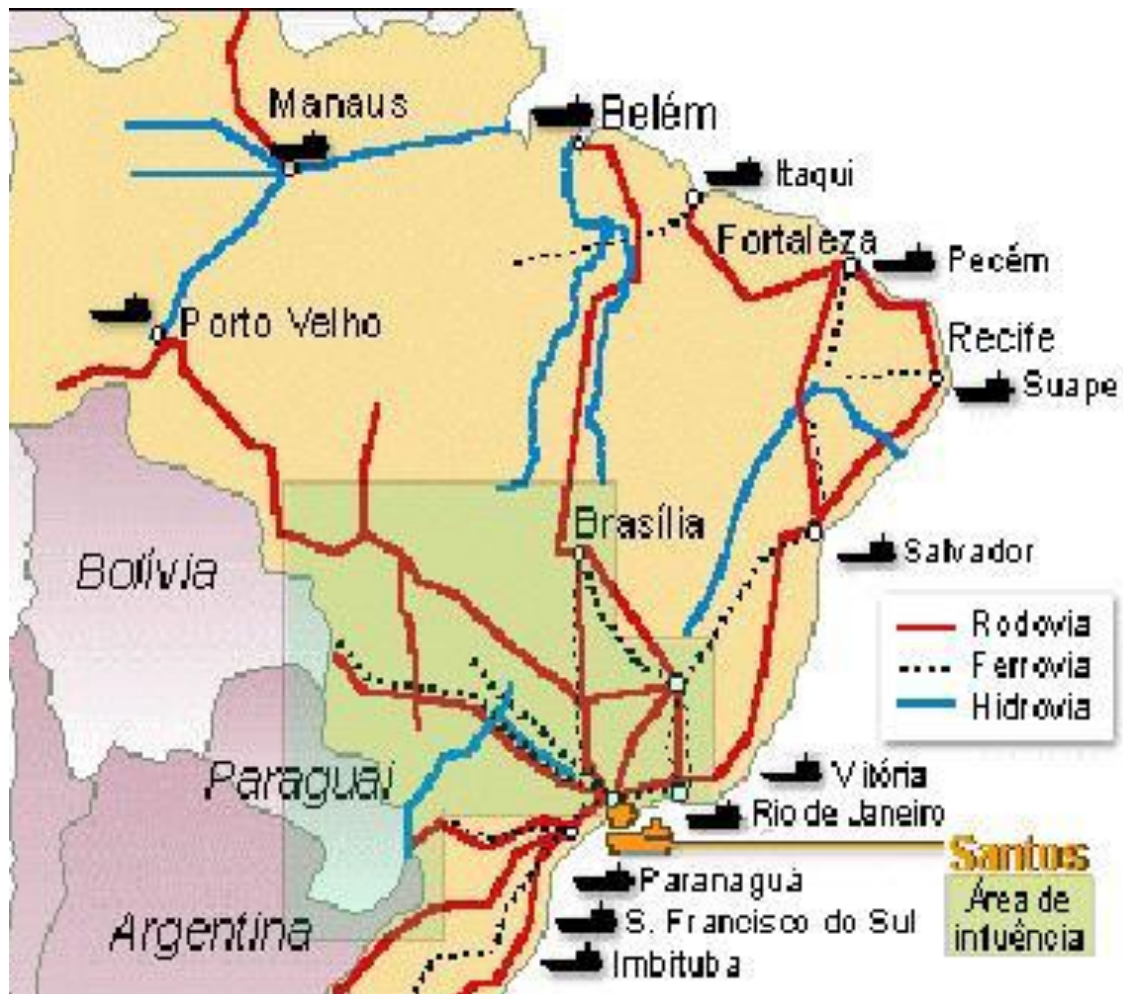 Manaus
Belém
Itaqui
Fortaleza
Pecém
Porto Velho
Recife
Suape
Brasília
Salvador
Bolívia
Rodovia
Ferrovia
Hidrovia
Paraguai
Vitória
Rio de Janeiro
Santos
Área de
influência
Paranaguá
S. Francisco do Sul
Imbituba
Argentina